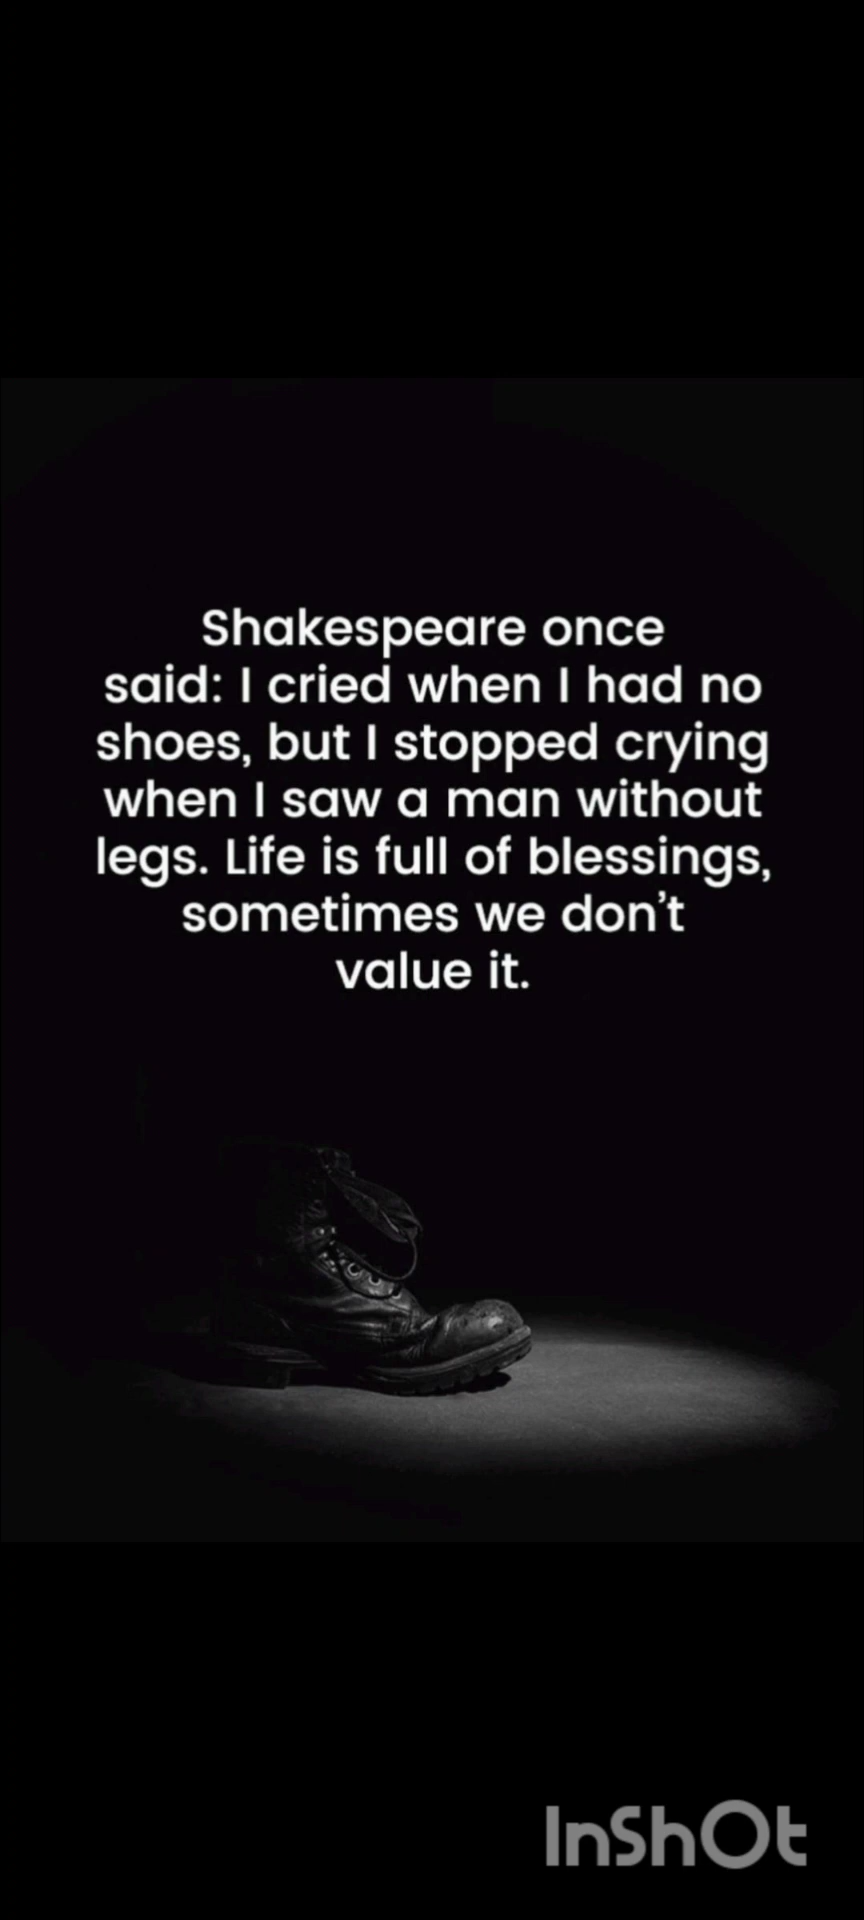 Shakespeare once
said: I cried when I had no
shoes, but I stopped crying
when I saw a man without
legs. Life is full of blessings,
sometimes we don’t
value it.
InShOt